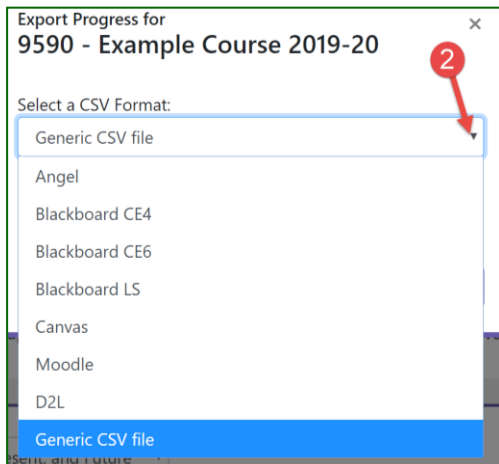 Export Progress for
9590 - Example Course 2019-20
×
2
Select a CSV Format:
Generic CSV file
Angel
Blackboard CE4
Blackboard CE6
Blackboard LS
Canvas
Moodle
D2L
Generic CSV file
and Future